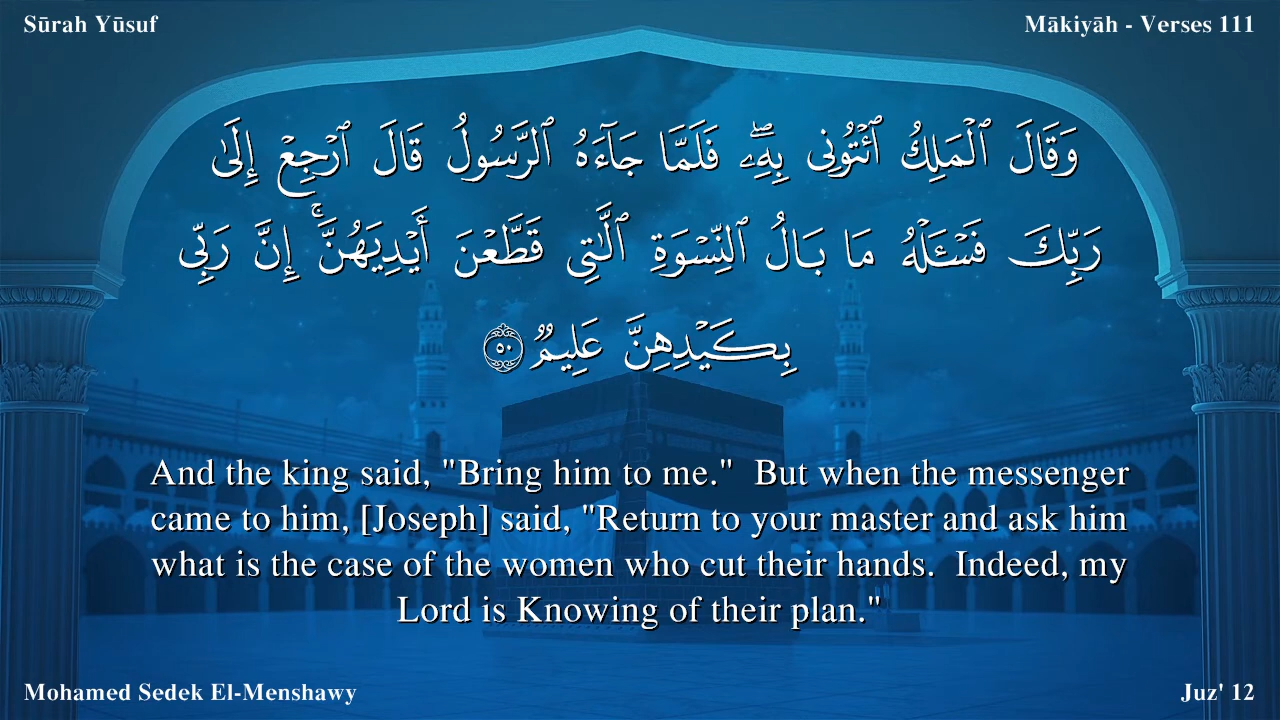 Sūrah Yūsuf
Mākiyāh - Verses 111
وَقَالَ ٱلْمَلِكُ ٱئْتُونِى بِهِۦ ۖ فَلَمَّا جَآءَهُ ٱلرَّسُولُ قَالَ ٱرْجِعْ إِلَىٰ
رَبِّكَ فَسْـَٔلْهُ مَا بَالُ ٱلنِّسْوَةِ ٱلَّـٰتِى قَطَّعْنَ أَيْدِيَهُنَّ ۚ إِنَّ رَبِّى
بِكَيْدِهِنَّ عَلِيمٌ ٥٠
And the king said, "Bring him to me."  But when the messenger
came to him, [Joseph] said, "Return to your master and ask him
what is the case of the women who cut their hands.  Indeed, my
Lord is Knowing of their plan."
Mohamed Sedek El-Menshawy
Juz' 12